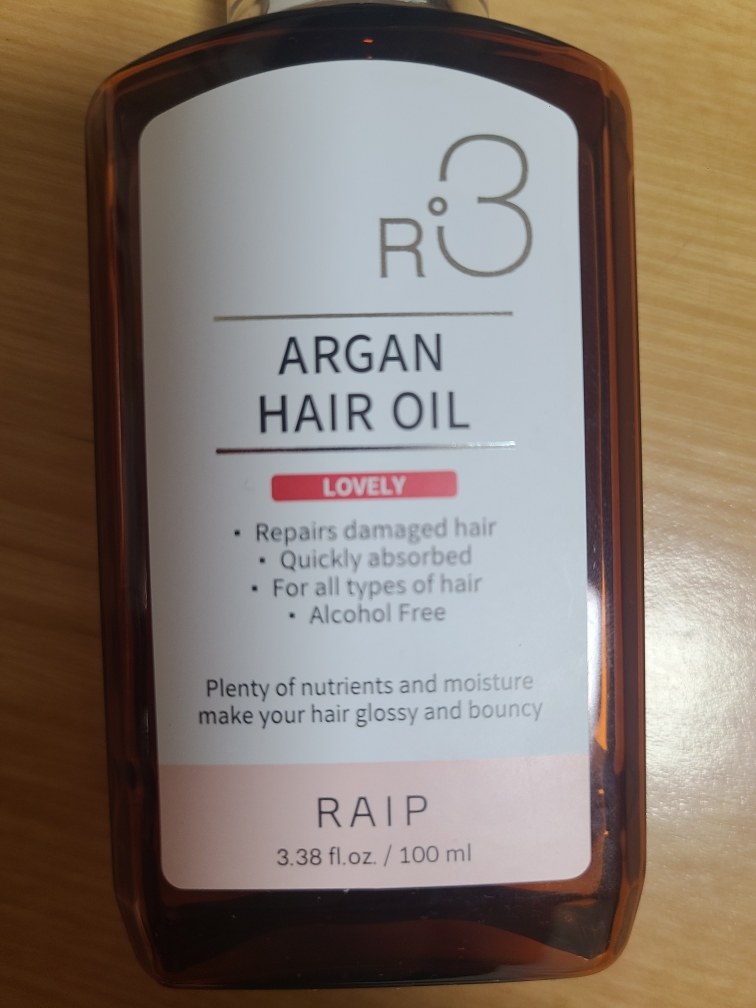 R3
ARGAN
HAIR OIL
LOVELY
• Repairs damaged hair
• Quickly absorbed
• For all types of hair
• Alcohol Free
Plenty of nutrients and moisture
make your hair glossy and bouncy
RAIP
3.38 fl.oz. / 100 ml